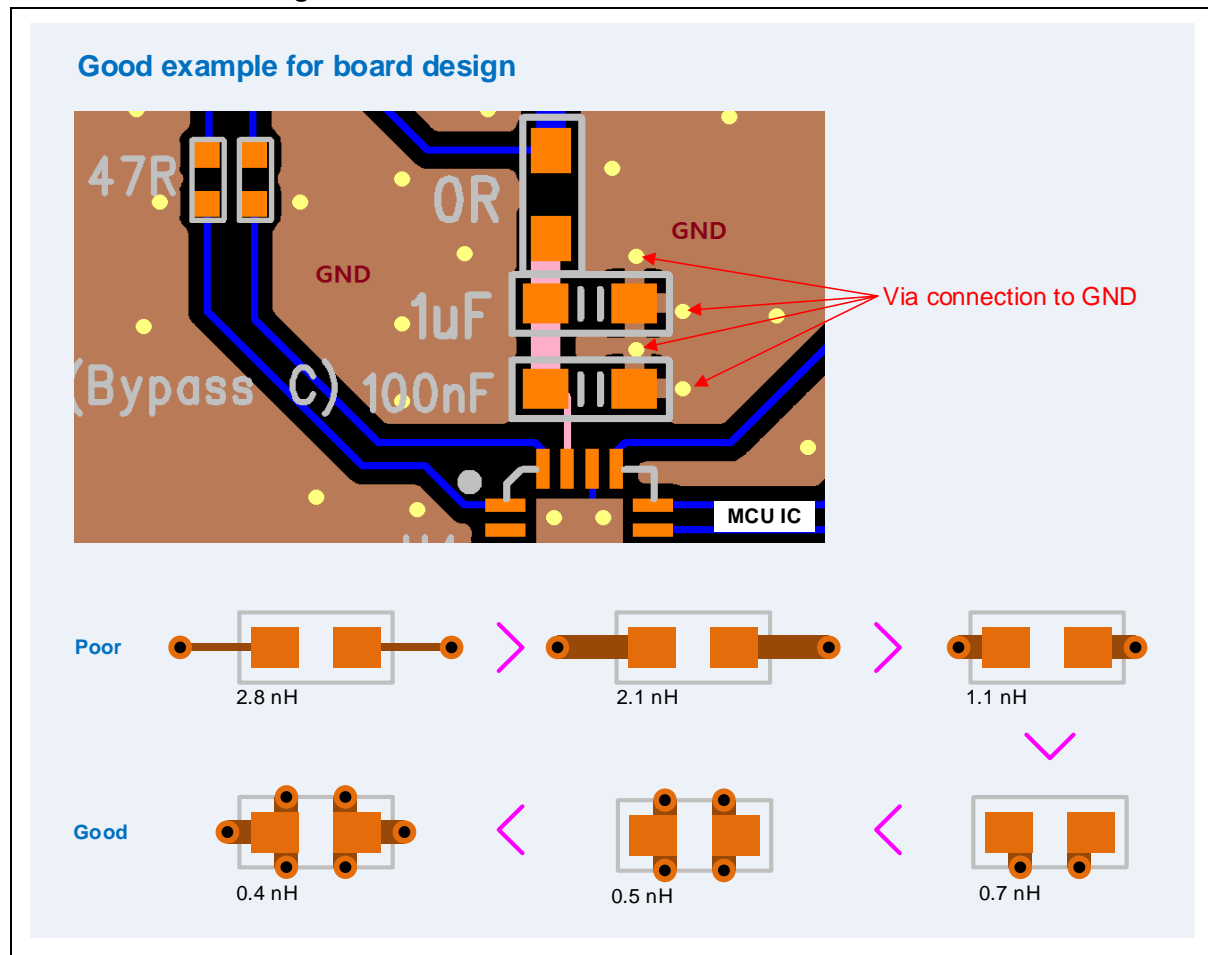 Good example for board design
47R
0R
GND
GND
Via connection to GND
1uF
(Bypass C) 100nF
MCU IC
Poor
2.8 nH
2.1 nH
1.1 nH
Good
0.4 nH
0.5 nH
0.7 nH